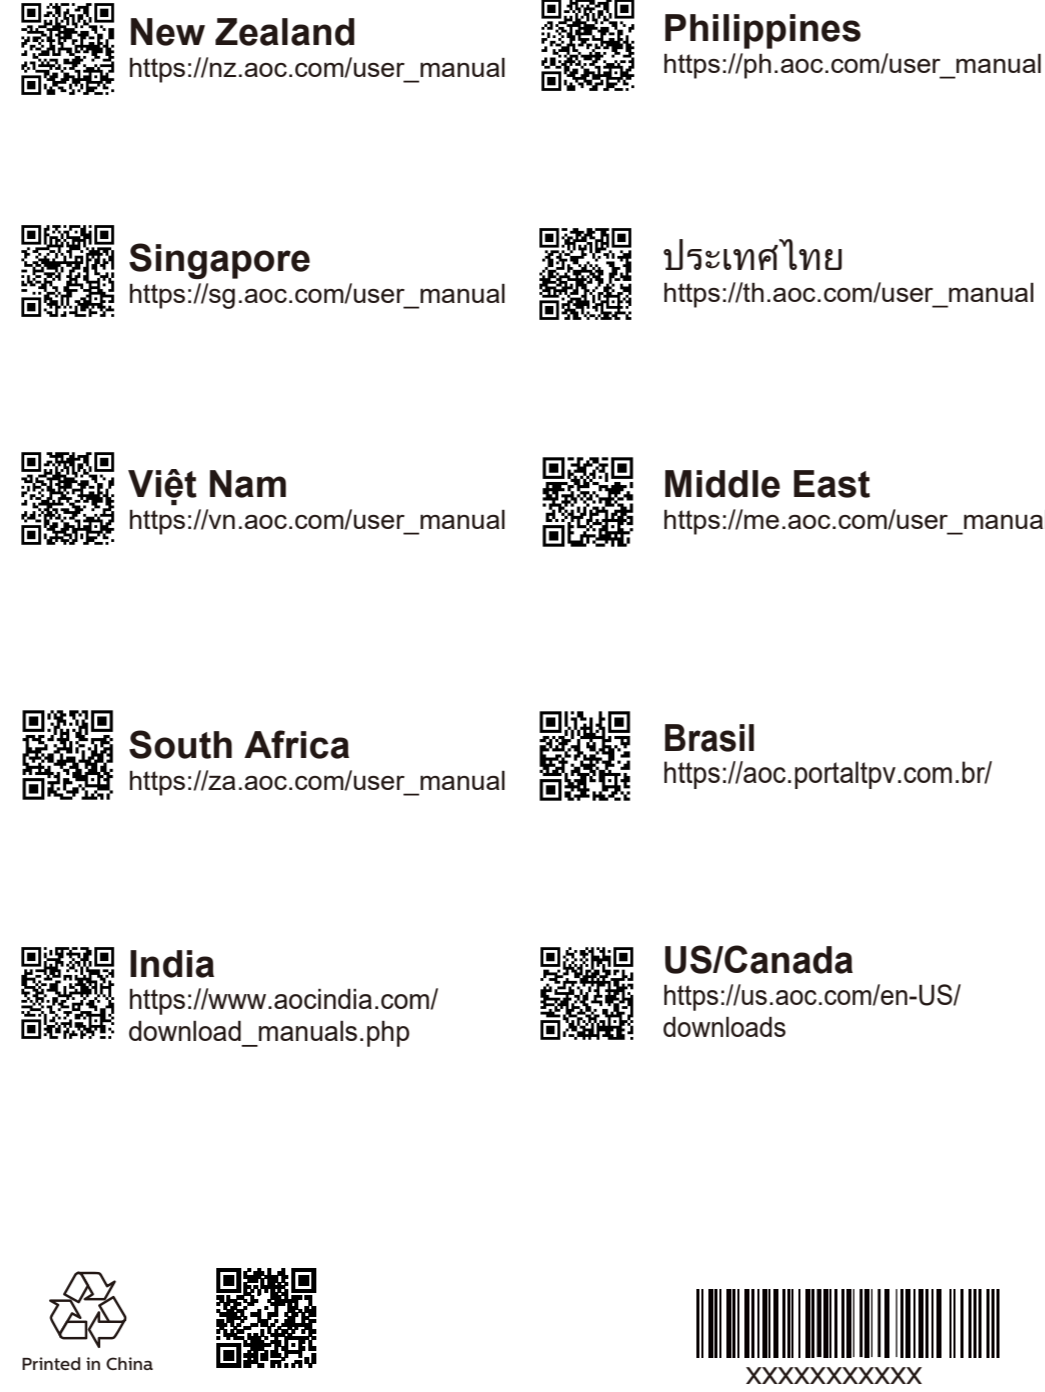 New Zealand
https://nz.aoc.com/user_manual
Philippines
https://ph.aoc.com/user_manual
Singapore
https://sg.aoc.com/user_manual
ประเทศไทย
https://th.aoc.com/user_manual
Việt Nam
https://vn.aoc.com/user_manual
Middle East
https://me.aoc.com/user_manual
South Africa
https://za.aoc.com/user_manual
Brasil
https://aoc.portaltpv.com.br/
India
https://www.aocindia.com/
download_manuals.php
US/Canada
https://us.aoc.com/en-US/
downloads
Printed in China
XXXXXXXXXXX